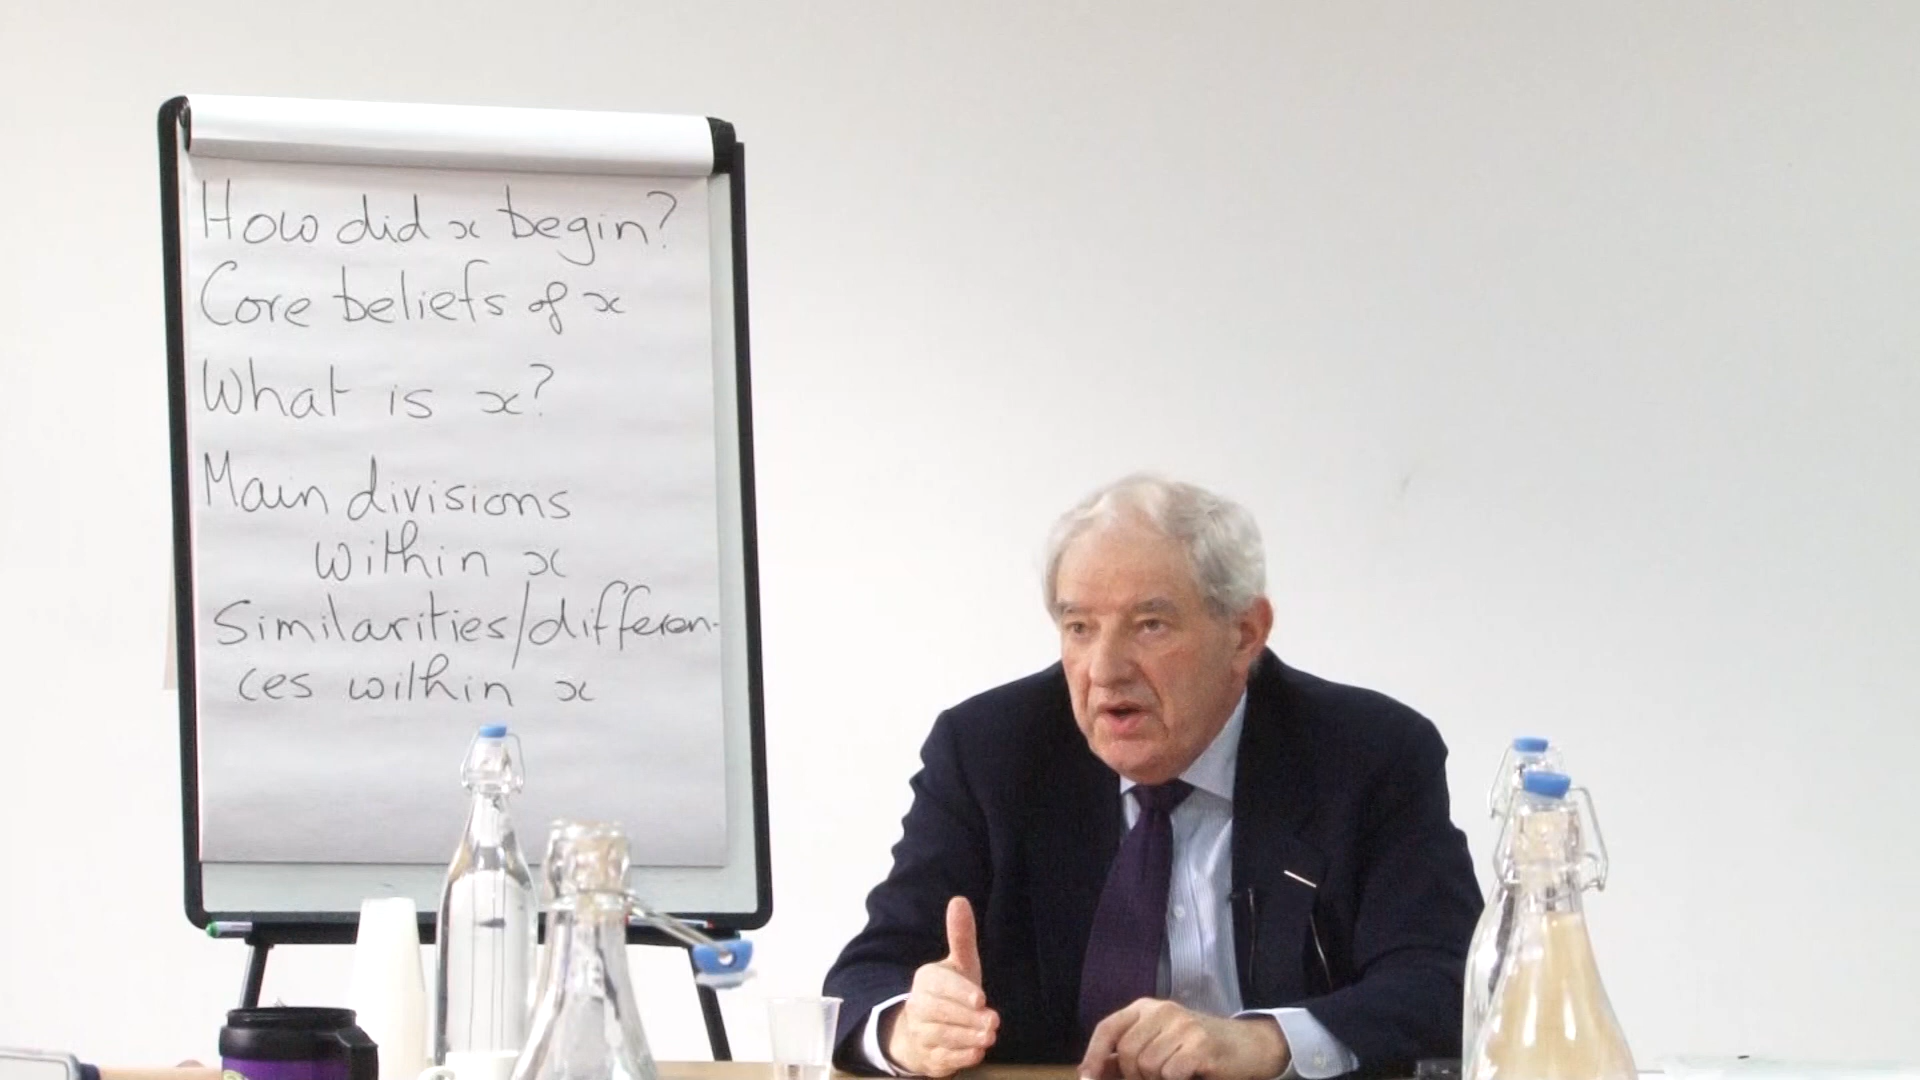 How did x begin?
Core beliefs of x
What is x?
Main divisions
within x
Similarities/differen-
ces within x